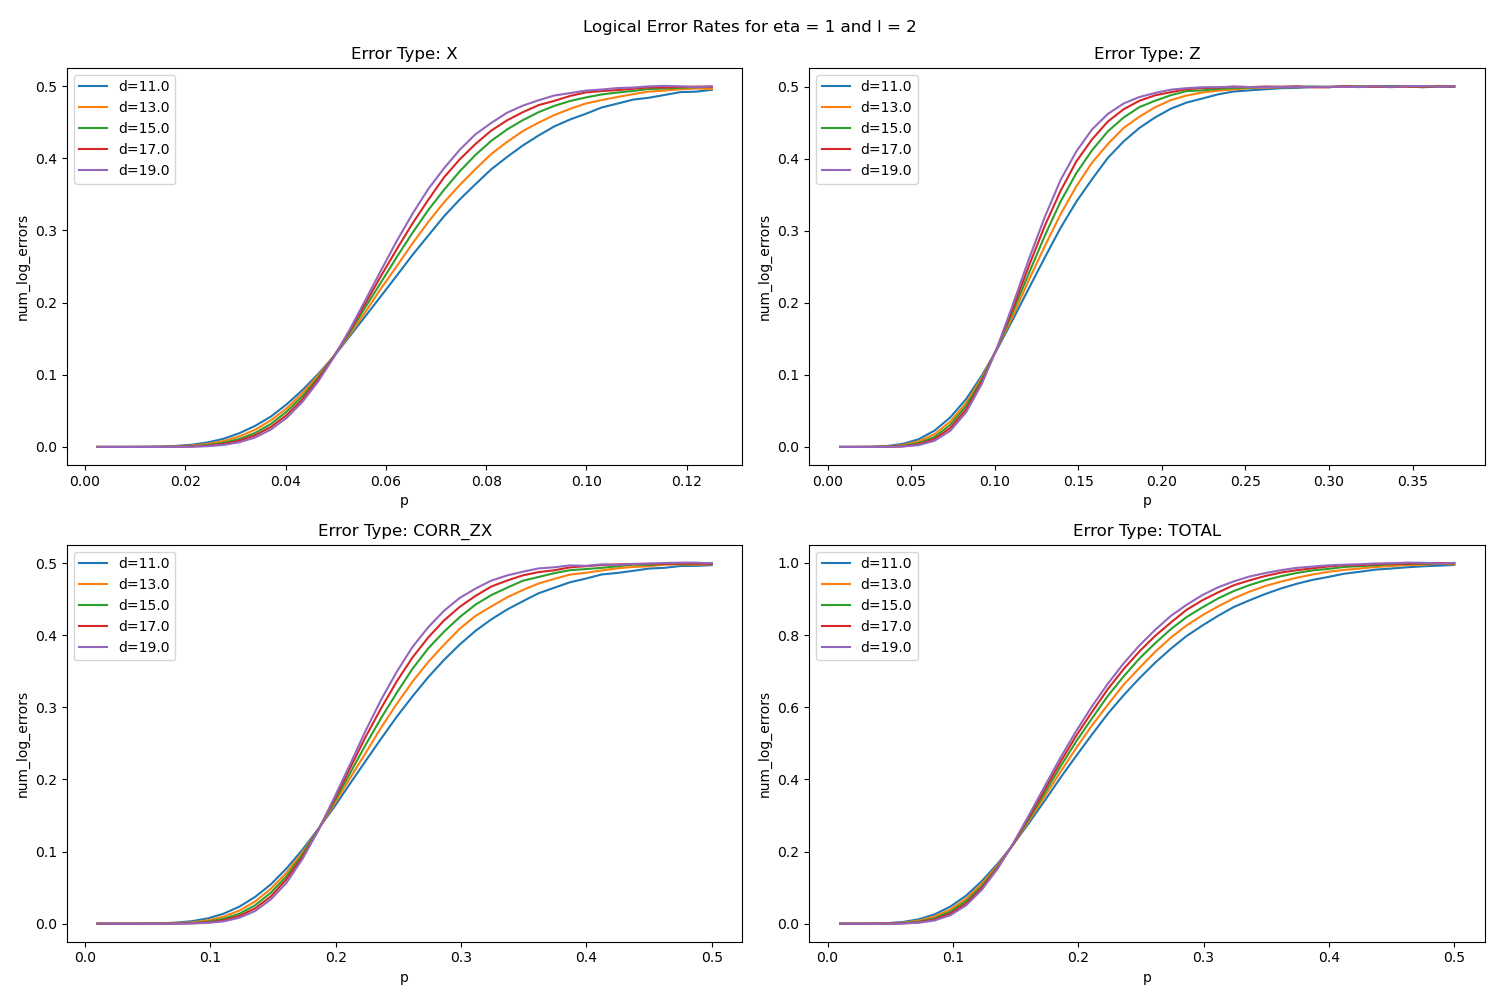 Logical Error Rates for eta = 1 and l = 2
Error Type: X
0.5
0.4
0.3
0.2
0.1
0.0
num_log_errors
d=11.0
d=13.0
d=15.0
d=17.0
d=19.0
0.00 0.02 0.04 0.06 0.08 0.10 0.12
p
Error Type: Z
0.5
0.4
0.3
0.2
0.1
0.0
num_log_errors
d=11.0
d=13.0
d=15.0
d=17.0
d=19.0
0.00 0.05 0.10 0.15 0.20 0.25 0.30 0.35
p
Error Type: CORR_ZX
0.5
0.4
0.3
0.2
0.1
0.0
num_log_errors
d=11.0
d=13.0
d=15.0
d=17.0
d=19.0
0.0 0.1 0.2 0.3 0.4 0.5
p
Error Type: TOTAL
1.0
0.8
0.6
0.4
0.2
0.0
num_log_errors
d=11.0
d=13.0
d=15.0
d=17.0
d=19.0
0.0 0.1 0.2 0.3 0.4 0.5
p